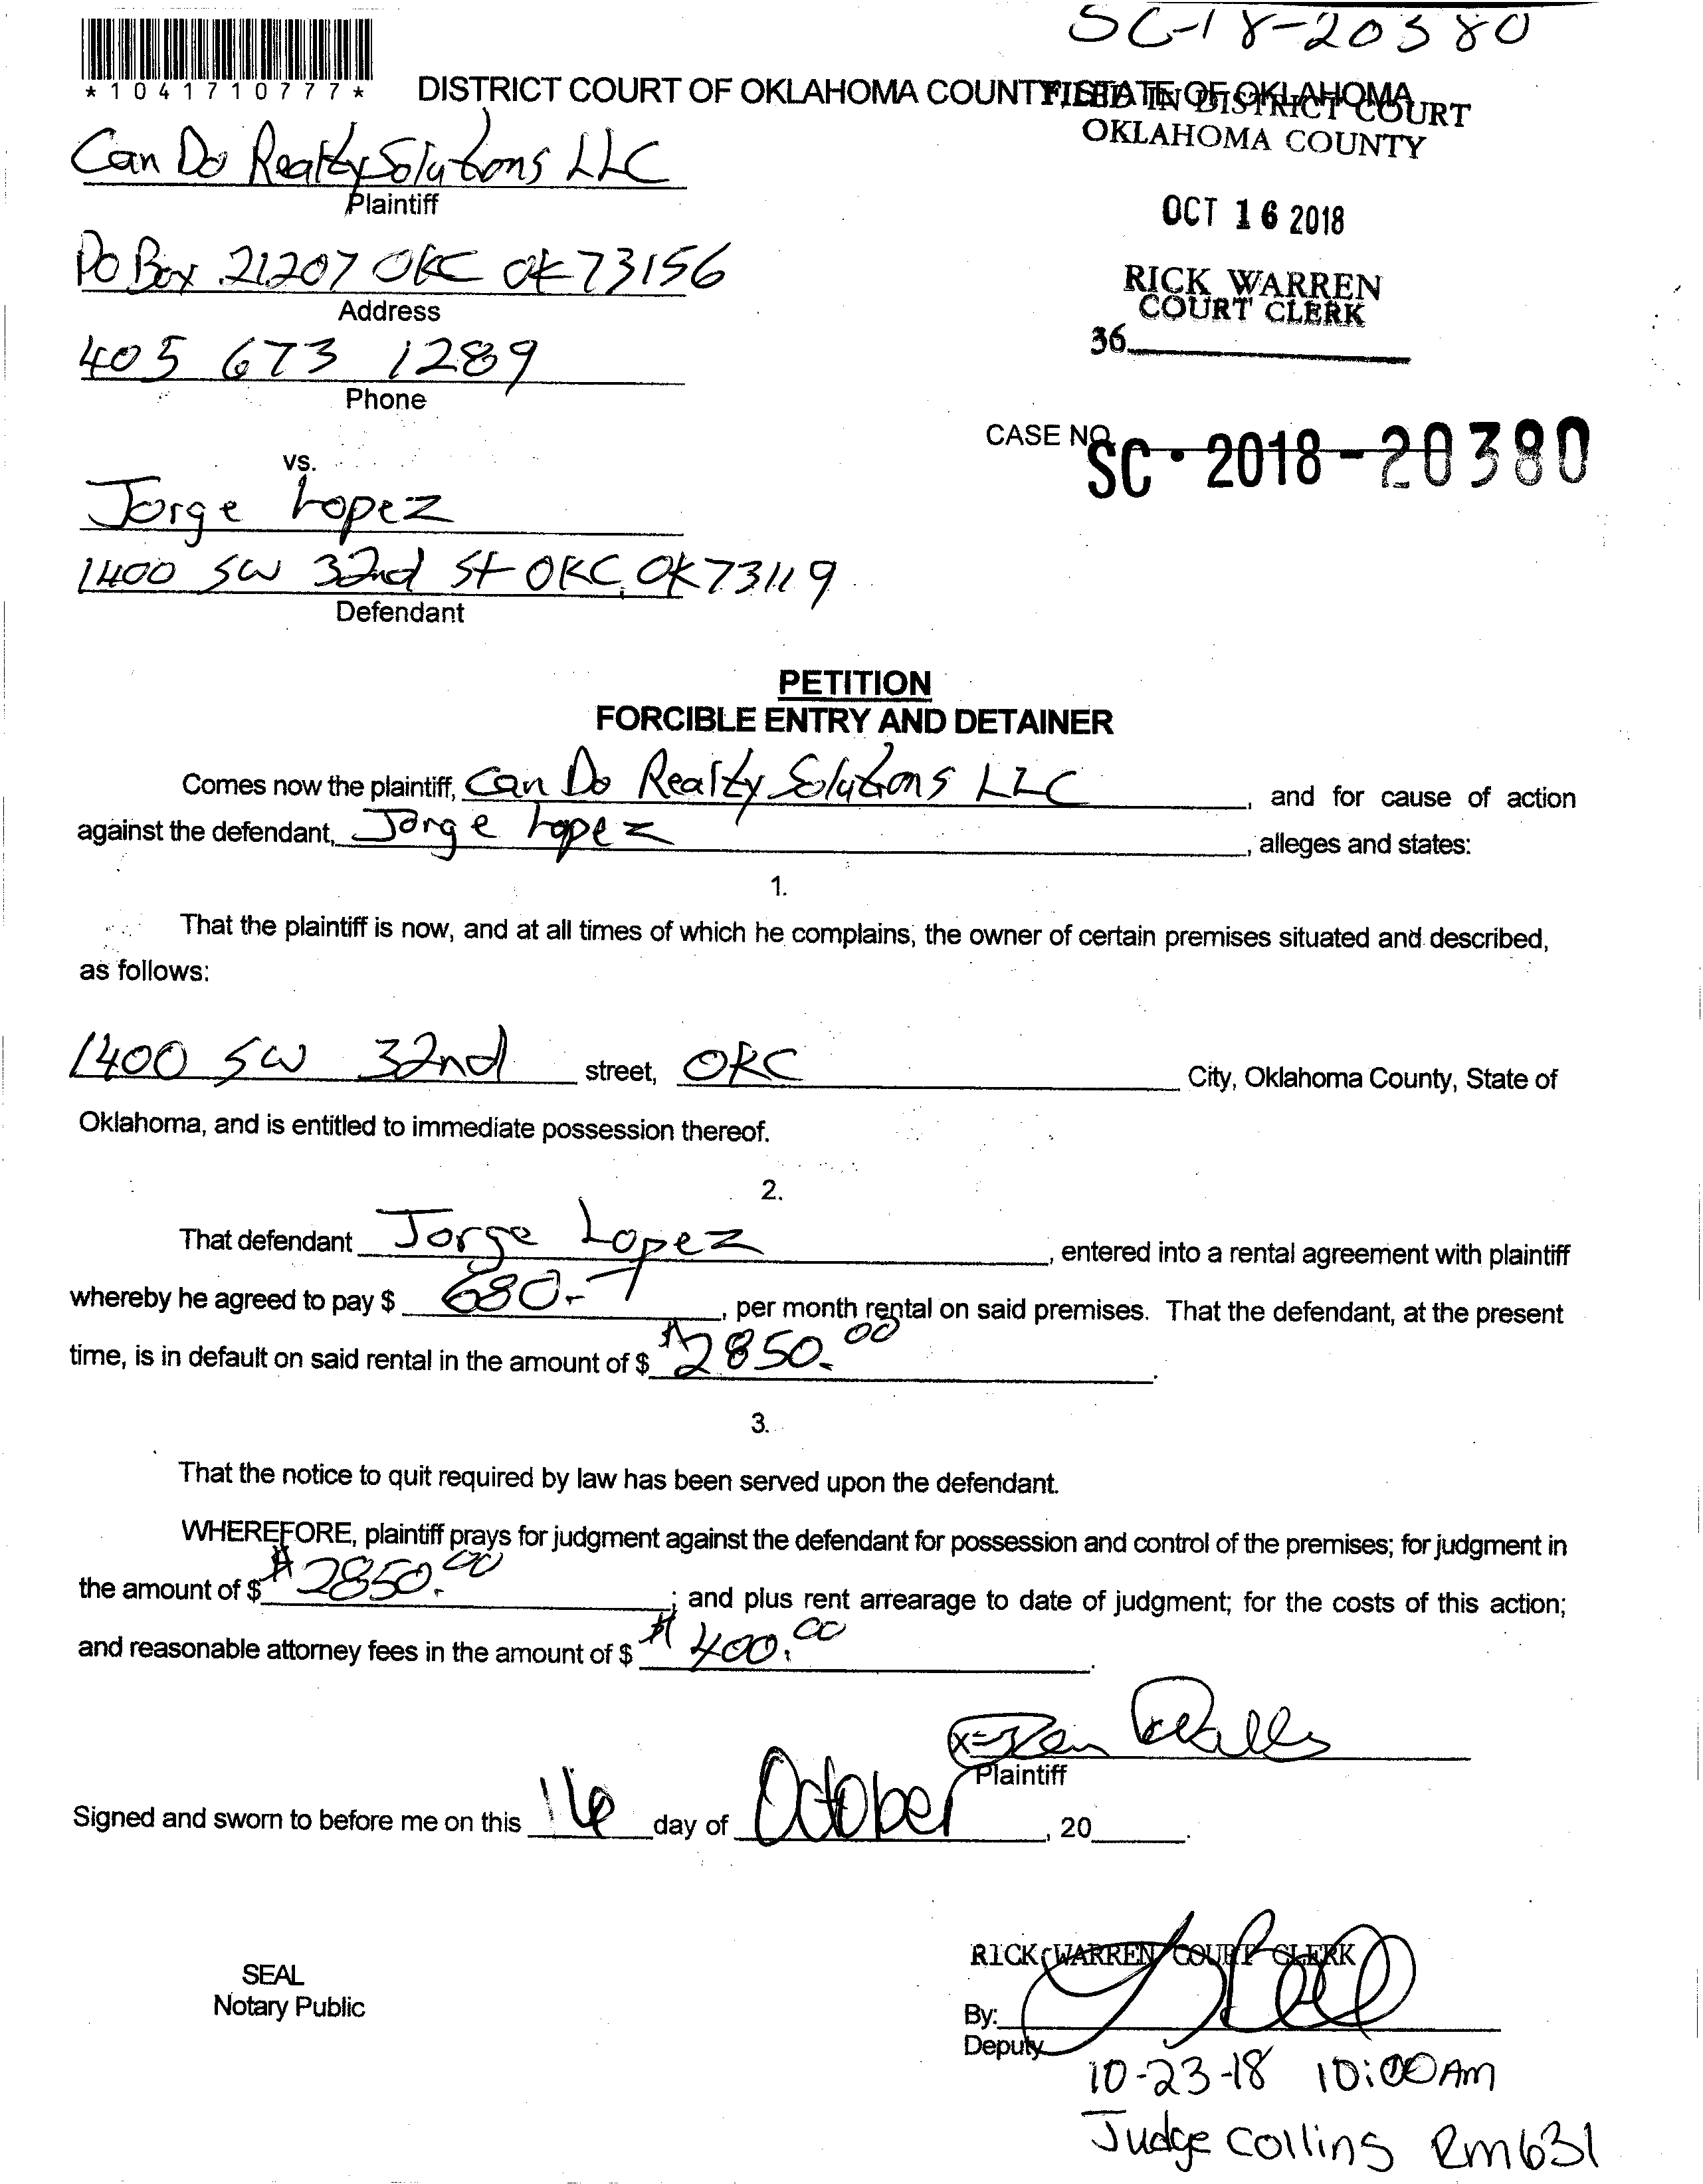 SC-18-20380
*1041710777*
DISTRICT COURT OF OKLAHOMA COUNTY, STATE OF OKLAHOMA
FILED IN DISTRICT COURT
OKLAHOMA COUNTY
Can Do Realty Solutions LLC
Plaintiff
OCT 16 2018
PO Box 21207 OKC OK 73156
Address
RICK WARREN
COURT CLERK
36
405 673 1289
Phone
CASE NO. SC-2018-20380
vs.
Jorge Lopez
1400 SW 32nd St OKC, OK 73119
Defendant
PETITION
FORCIBLE ENTRY AND DETAINER
Comes now the plaintiff, Can Do Realty Solutions LLC, and for cause of action
against the defendant, Jorge Lopez, alleges and states:
1.
That the plaintiff is now, and at all times of which he complains, the owner of certain premises situated and described,
as follows:
1400 SW 32nd street, OKC City, Oklahoma County, State of
Oklahoma, and is entitled to immediate possession thereof.
2.
That defendant Jorge Lopez, entered into a rental agreement with plaintiff
whereby he agreed to pay $ 680.-, per month rental on said premises. That the defendant, at the present
time, is in default on said rental in the amount of $ $2850.00.
3.
That the notice to quit required by law has been served upon the defendant.
WHEREFORE, plaintiff prays for judgment against the defendant for possession and control of the premises; for judgment in
the amount of $ $2850.00; and plus rent arrearage to date of judgment; for the costs of this action;
and reasonable attorney fees in the amount of $ $400.00.
Plaintiff
Signed and sworn to before me on this 16 day of October, 20____.
RICK WARREN COURT CLERK
SEAL
Notary Public
By:
Deputy
10-23-18 10:00AM
Judge Collins Rm631